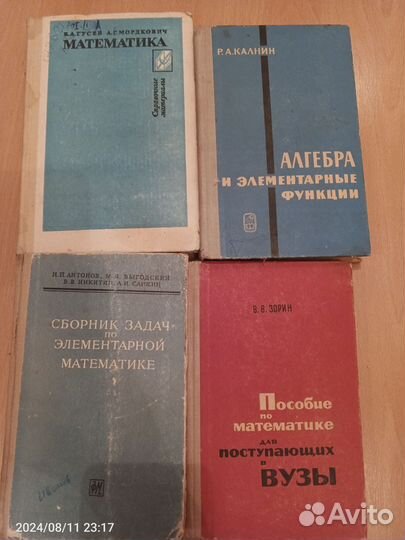 В.А.ГУСЕВ А.Г.МОРДКОВИЧ
МАТЕМАТИКА
Справочные
материалы
Р.А.КАЛНИН
АЛГЕБРА
И ЭЛЕМЕНТАРНЫЕ
ФУНКЦИИ
Н.П.АНТОНОВ, М.Я.ВЫГОДСКИЙ
В.В.НИКИТИН, А.И.САНКИН
СБОРНИК ЗАДАЧ
ПО
ЭЛЕМЕНТАРНОЙ
МАТЕМАТИКЕ
В. В. ЗОРИН
Пособие
по
математике
для
поступающих
в
ВУЗЫ
2024/08/11 23:17
Avito